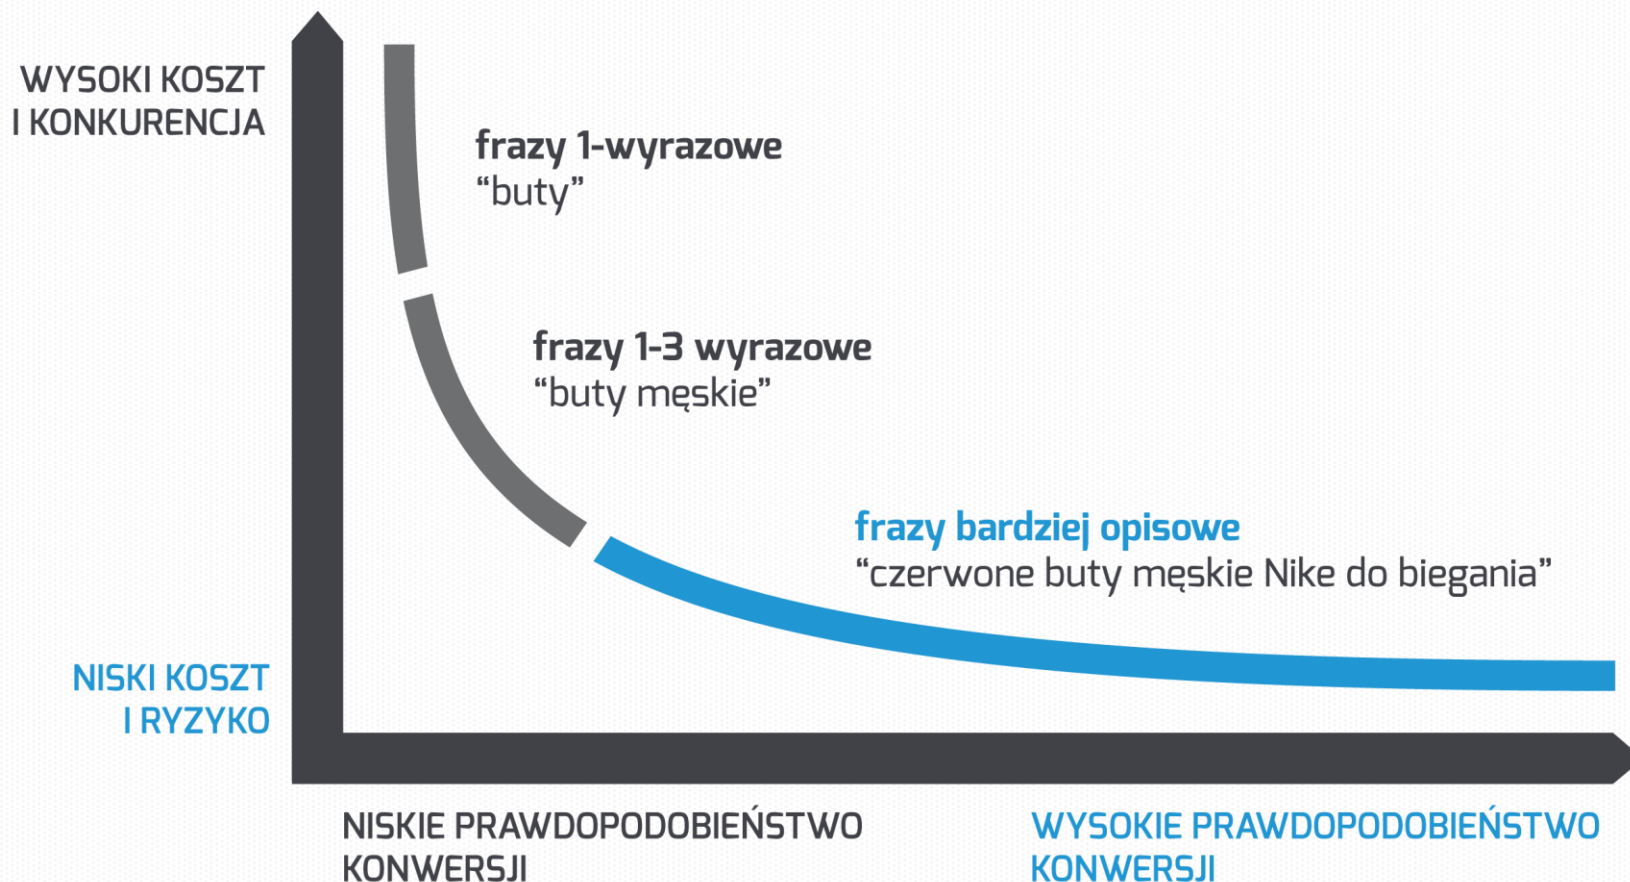 WYSOKI KOSZT
I KONKURENCJA
frazy 1-wyrazowe
“buty”
frazy 1-3 wyrazowe
“buty męskie”
frazy bardziej opisowe
“czerwone buty męskie Nike do biegania”
NISKI KOSZT
I RYZYKO
NISKIE PRAWDOPODOBIEŃSTWO
KONWERSJI
WYSOKIE PRAWDOPODOBIEŃSTWO
KONWERSJI